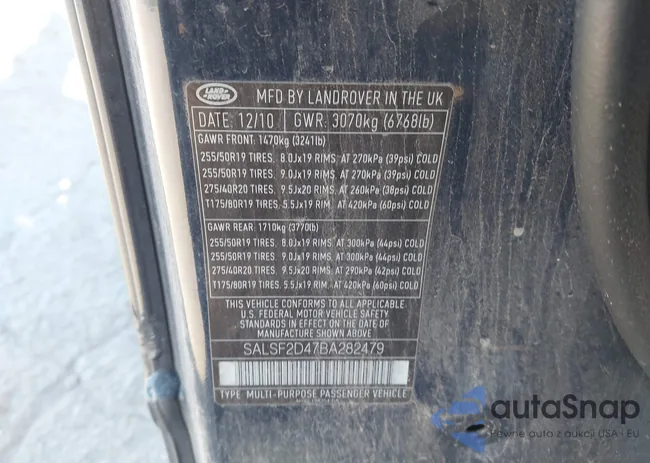 LAND ROVER
MFD BY LANDROVER IN THE UK
DATE: 12/10 GWR: 3070kg (6768lb)
GAWR FRONT: 1470kg (3241lb)
255/50R19 TIRES. 8.0Jx19 RIMS. AT 270kPa (39psi) COLD
255/50R19 TIRES. 9.0Jx19 RIMS. AT 270kPa (39psi) COLD
275/40R20 TIRES. 9.5Jx20 RIMS. AT 260kPa (38psi) COLD
T175/80R19 TIRES. 5.5Jx19 RIM. AT 420kPa (60psi) COLD
GAWR REAR: 1710kg (3770lb)
255/50R19 TIRES. 8.0Jx19 RIMS. AT 300kPa (44psi) COLD
255/50R19 TIRES. 9.0Jx19 RIMS. AT 300kPa (44psi) COLD
275/40R20 TIRES. 9.5Jx20 RIMS. AT 290kPa (42psi) COLD
T175/80R19 TIRES. 5.5Jx19 RIM. AT 420kPa (60psi) COLD
THIS VEHICLE CONFORMS TO ALL APPLICABLE
U.S. FEDERAL MOTOR VEHICLE SAFETY
STANDARDS IN EFFECT ON THE DATE OF
MANUFACTURE SHOWN ABOVE
SALSF2D47BA282479
TYPE: MULTI-PURPOSE PASSENGER VEHICLE
autoSnap
Pewne auto z aukcji USA i EU